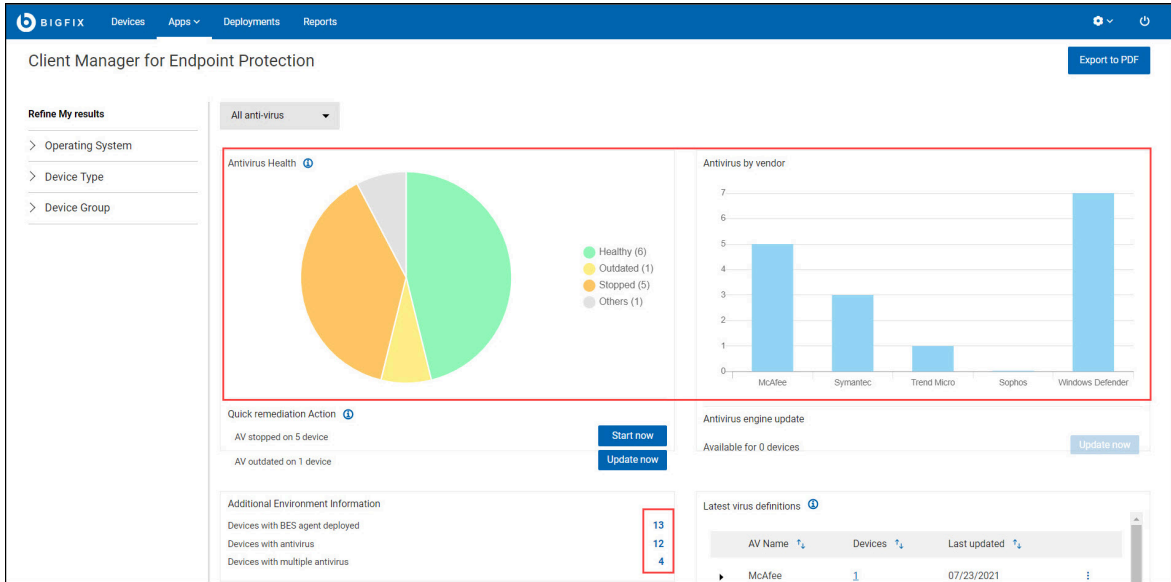 BIGFIX Devices Apps Deployments Reports
Client Manager for Endpoint Protection
Export to PDF
Refine My results
Operating System
Device Type
Device Group
All anti-virus
Antivirus Health
Healthy (6)
Outdated (1)
Stopped (5)
Others (1)
Antivirus by vendor
7
6
5
4
3
2
1
0
McAfee Symantec Trend Micro Sophos Windows Defender
Quick remediation Action
AV stopped on 5 device Start now
AV outdated on 1 device Update now
Antivirus engine update
Available for 0 devices Update now
Additional Environment Information
Devices with BES agent deployed 13
Devices with antivirus 12
Devices with multiple antivirus 4
Latest virus definitions
AV Name Devices Last updated
McAfee 1 07/23/2021